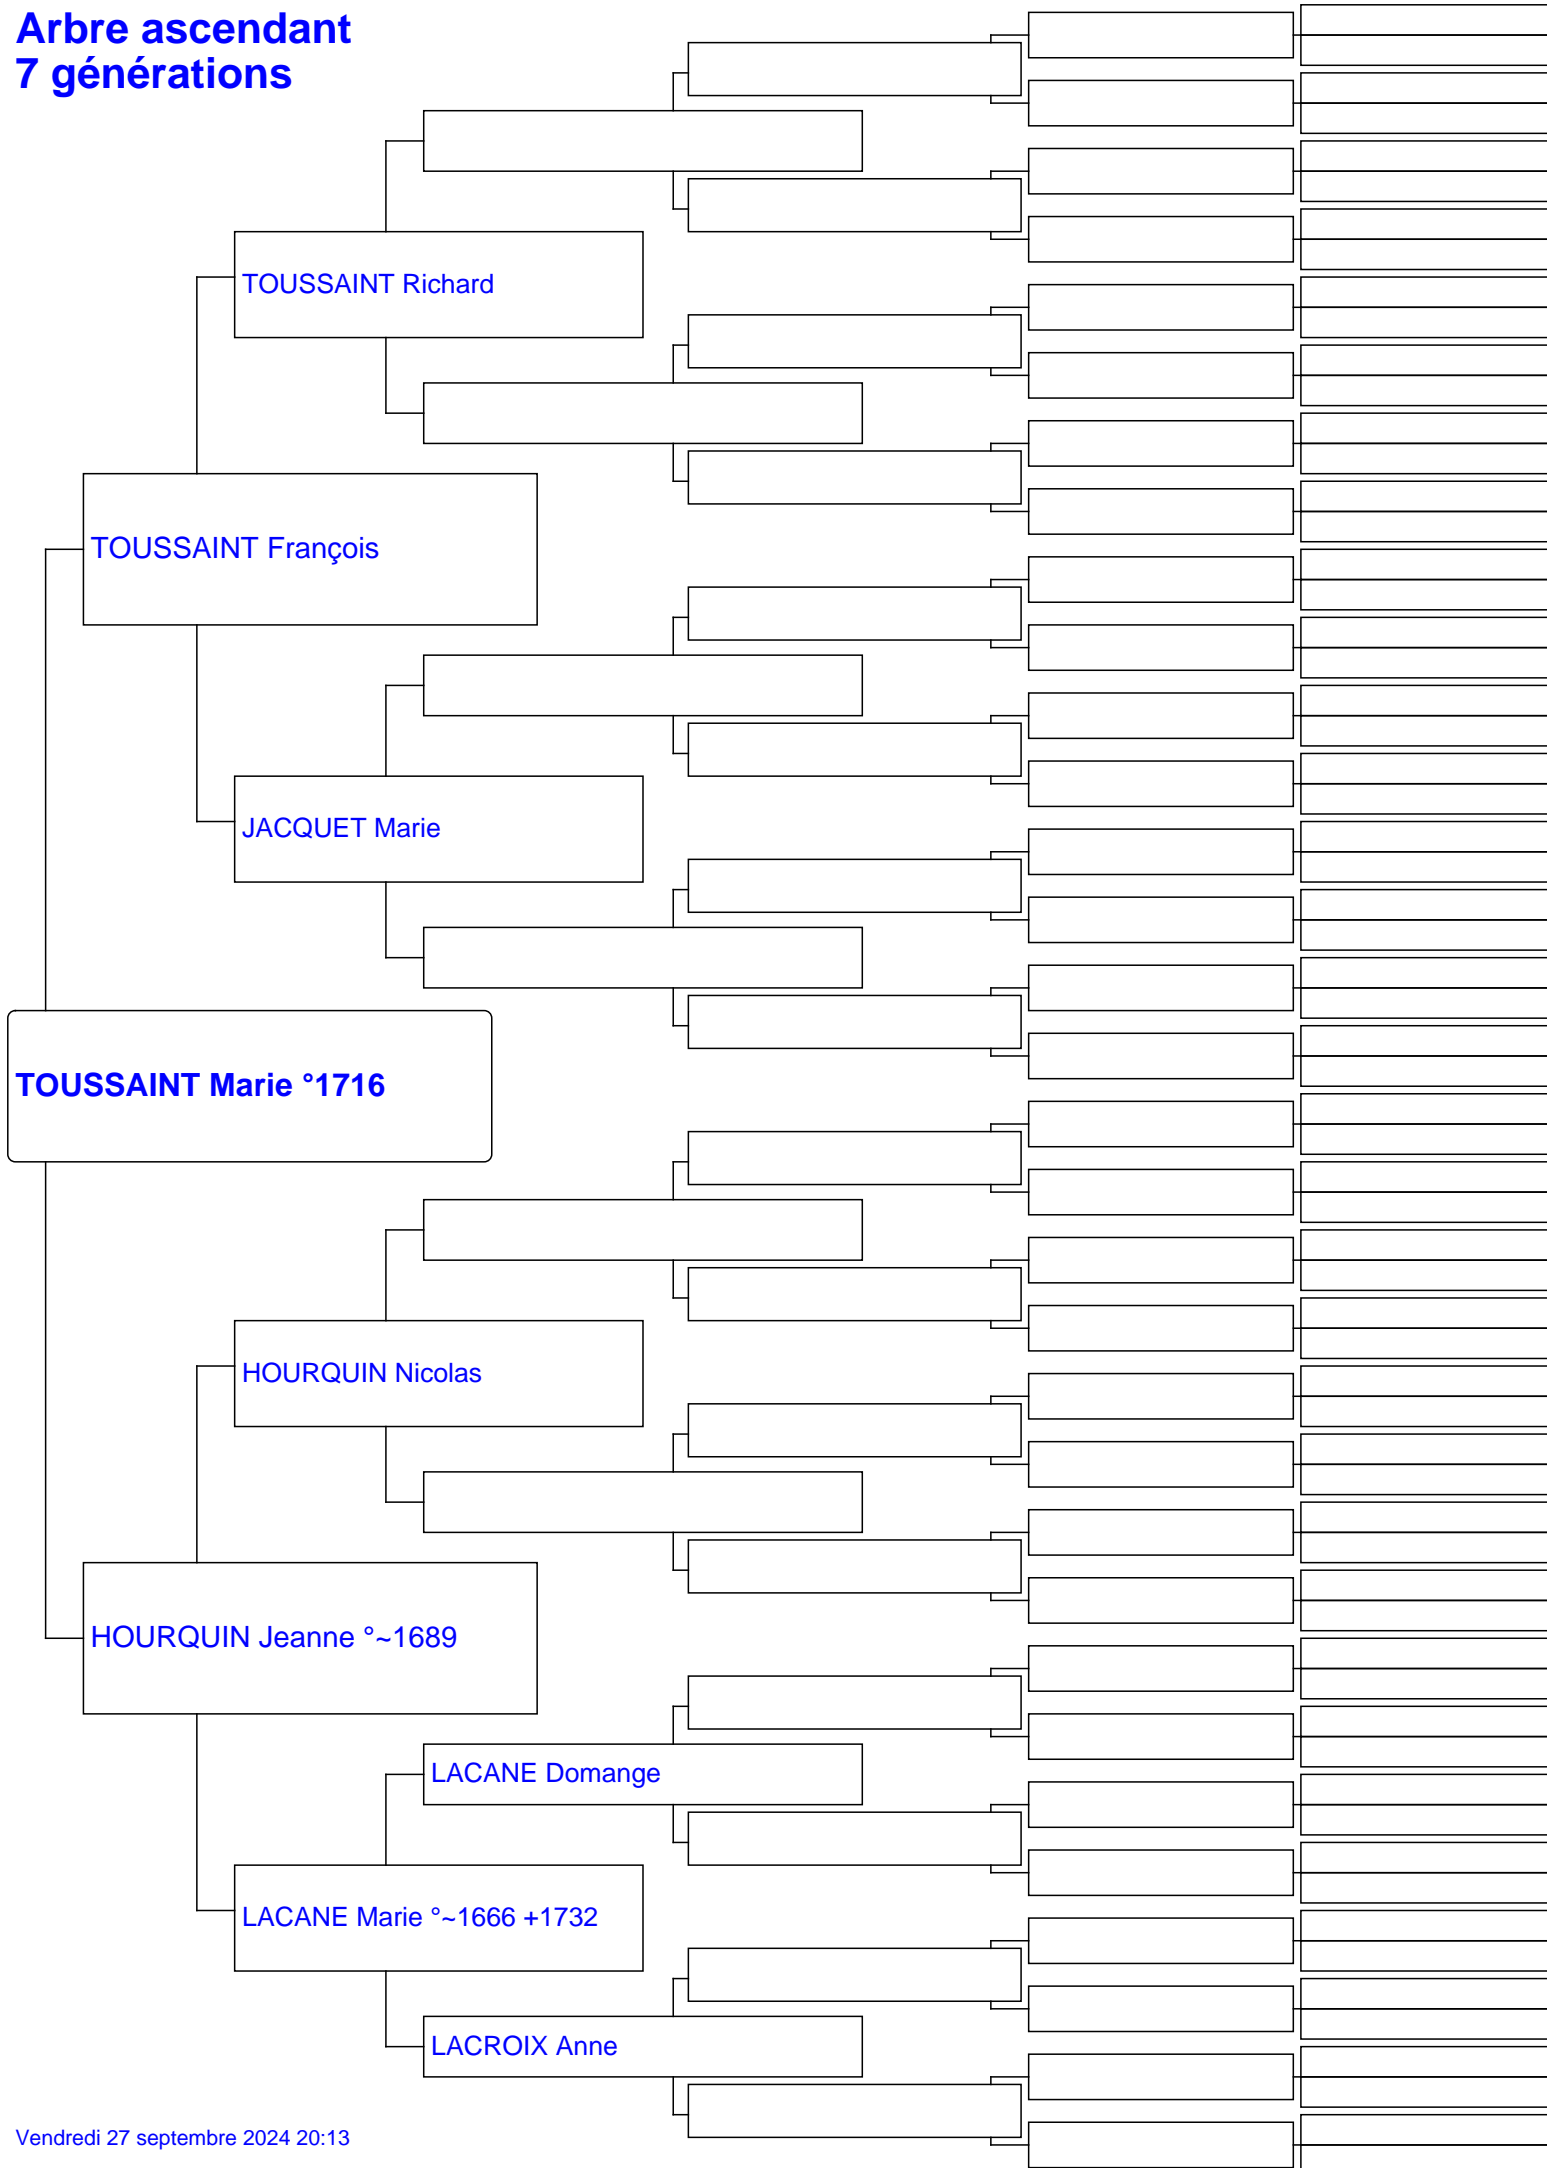 Arbre ascendant
7 générations
TOUSSAINT Richard
TOUSSAINT François
JACQUET Marie
TOUSSAINT Marie °1716
HOURQUIN Nicolas
HOURQUIN Jeanne °~1689
LACANE Domange
LACANE Marie °~1666 +1732
LACROIX Anne
Vendredi 27 septembre 2024 20:13